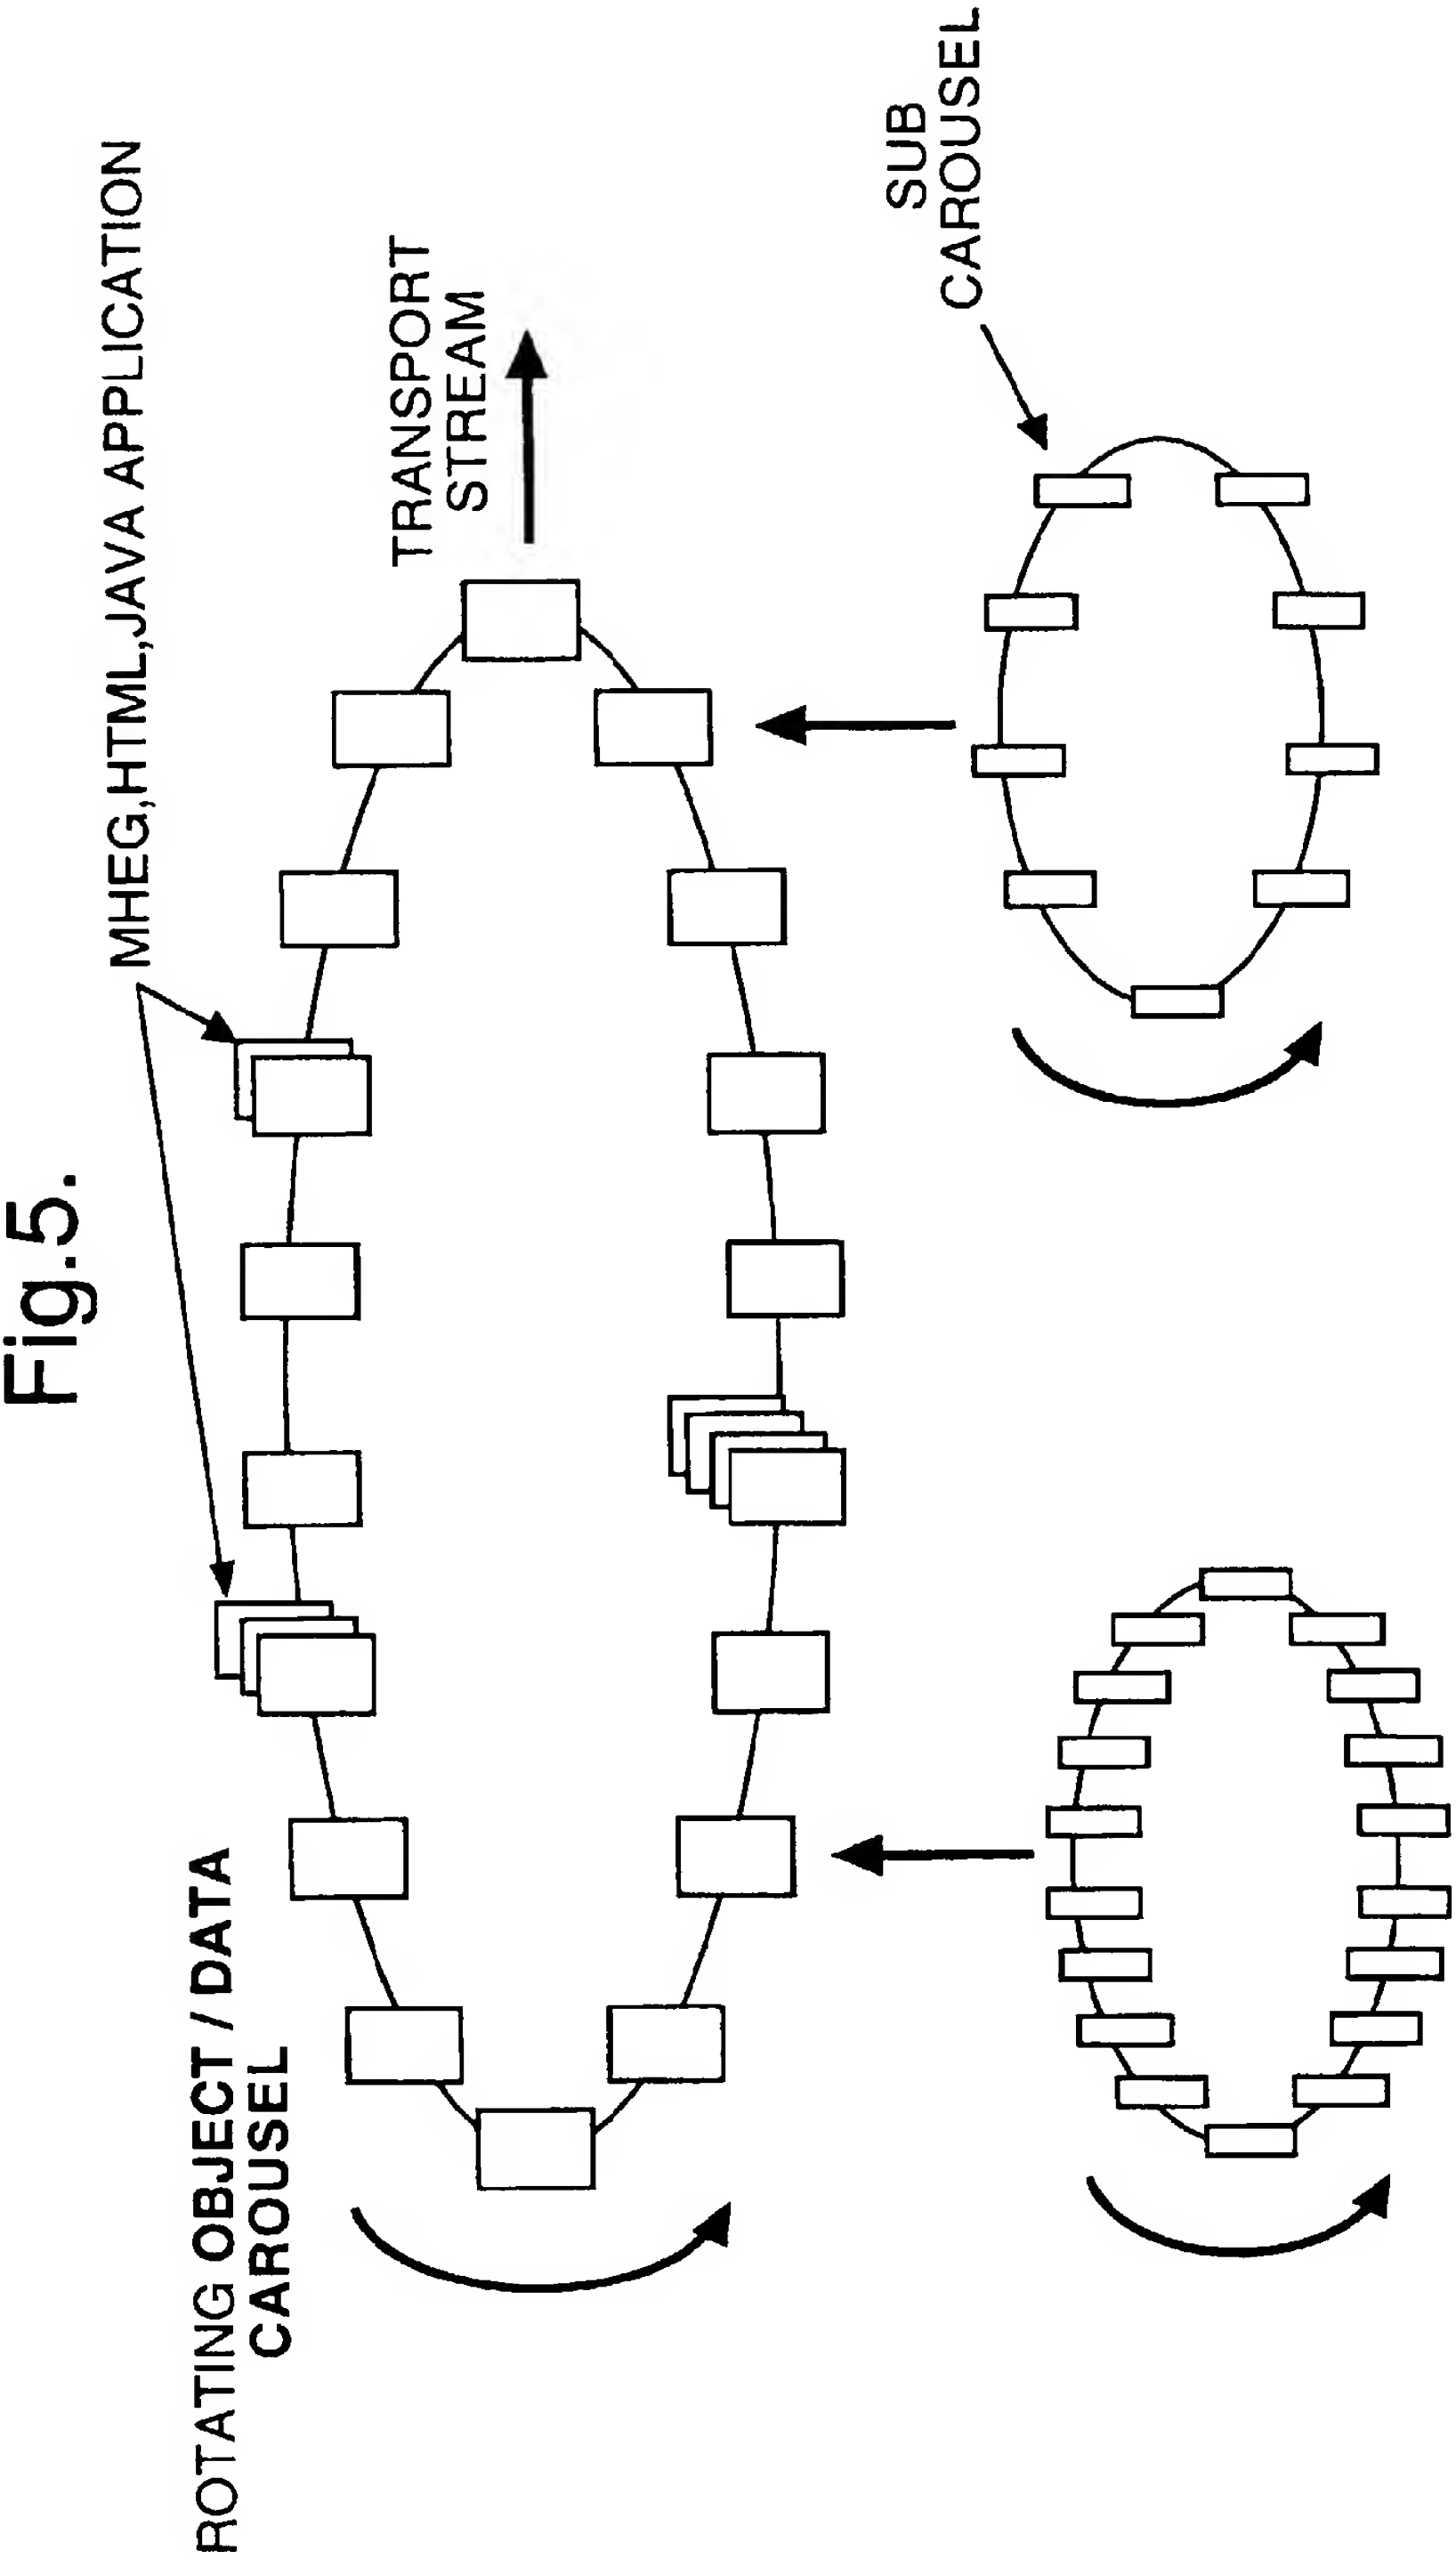 Fig.5.
ROTATING OBJECT / DATA
CAROUSEL
MHEG,HTML,JAVA APPLICATION
TRANSPORT
STREAM
SUB
CAROUSEL